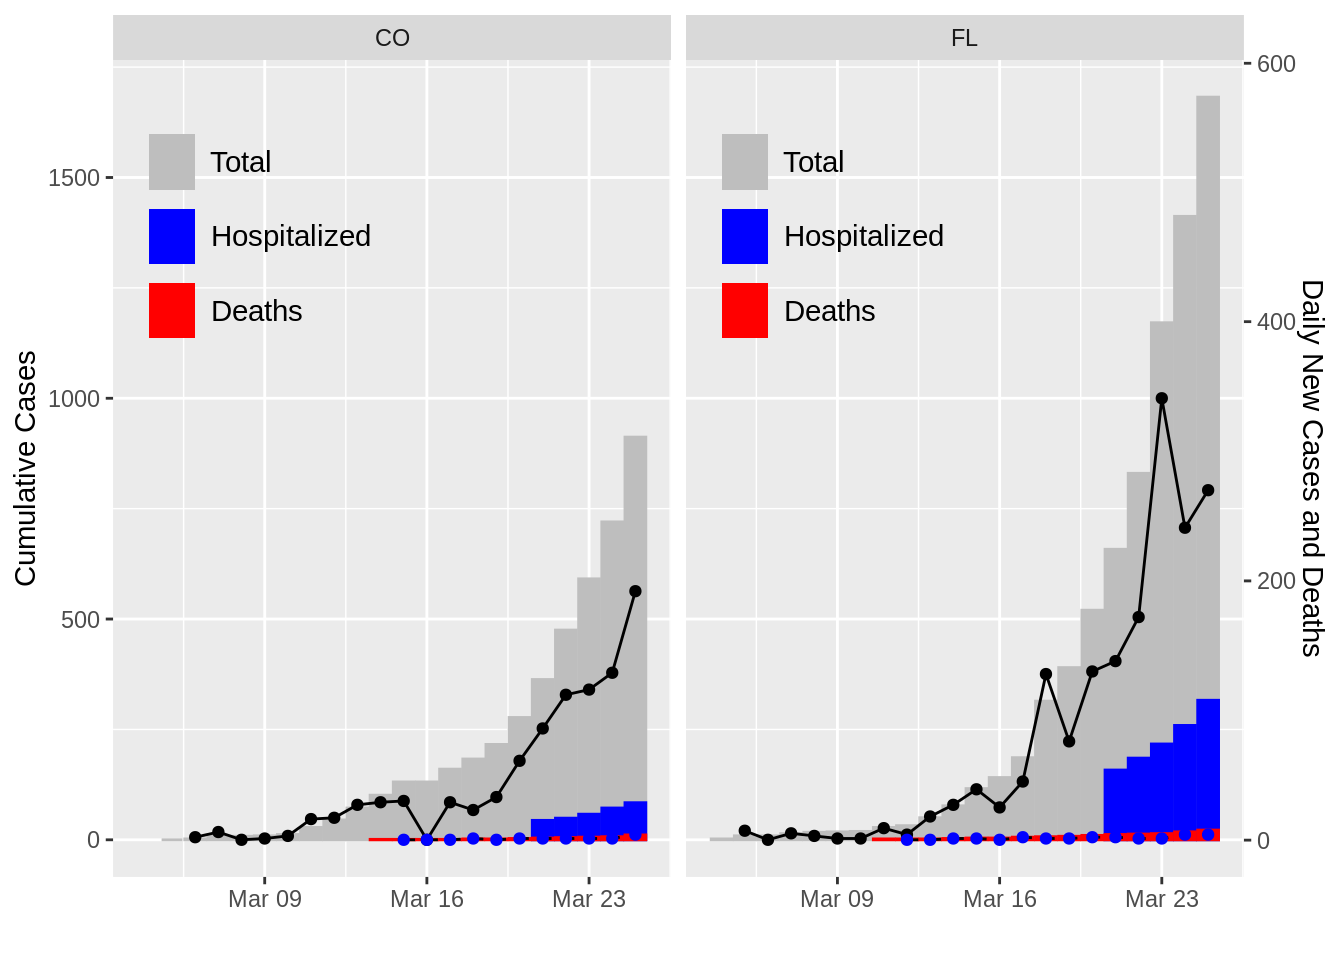 CO
FL
Total
Hospitalized
Deaths
Total
Hospitalized
Deaths
Cumulative Cases
1500
1000
500
0
600
400
200
0
Daily New Cases and Deaths
Mar 09
Mar 16
Mar 23
Mar 09
Mar 16
Mar 23